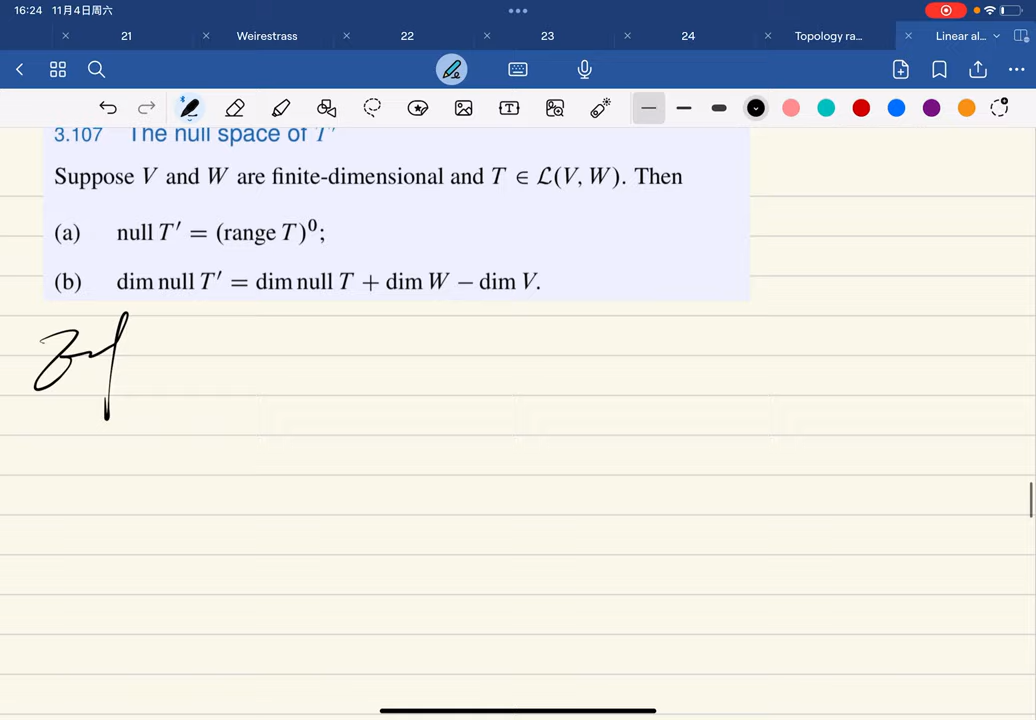 16:24 11月4日周六
21 Weirestrass 22 23 24 Topology ra... Linear al...
3.107 The null space of T′
Suppose V and W are finite-dimensional and T ∈ ℒ(V, W). Then
(a) null T′ = (range T)⁰;
(b) dim null T′ = dim null T + dim W − dim V.